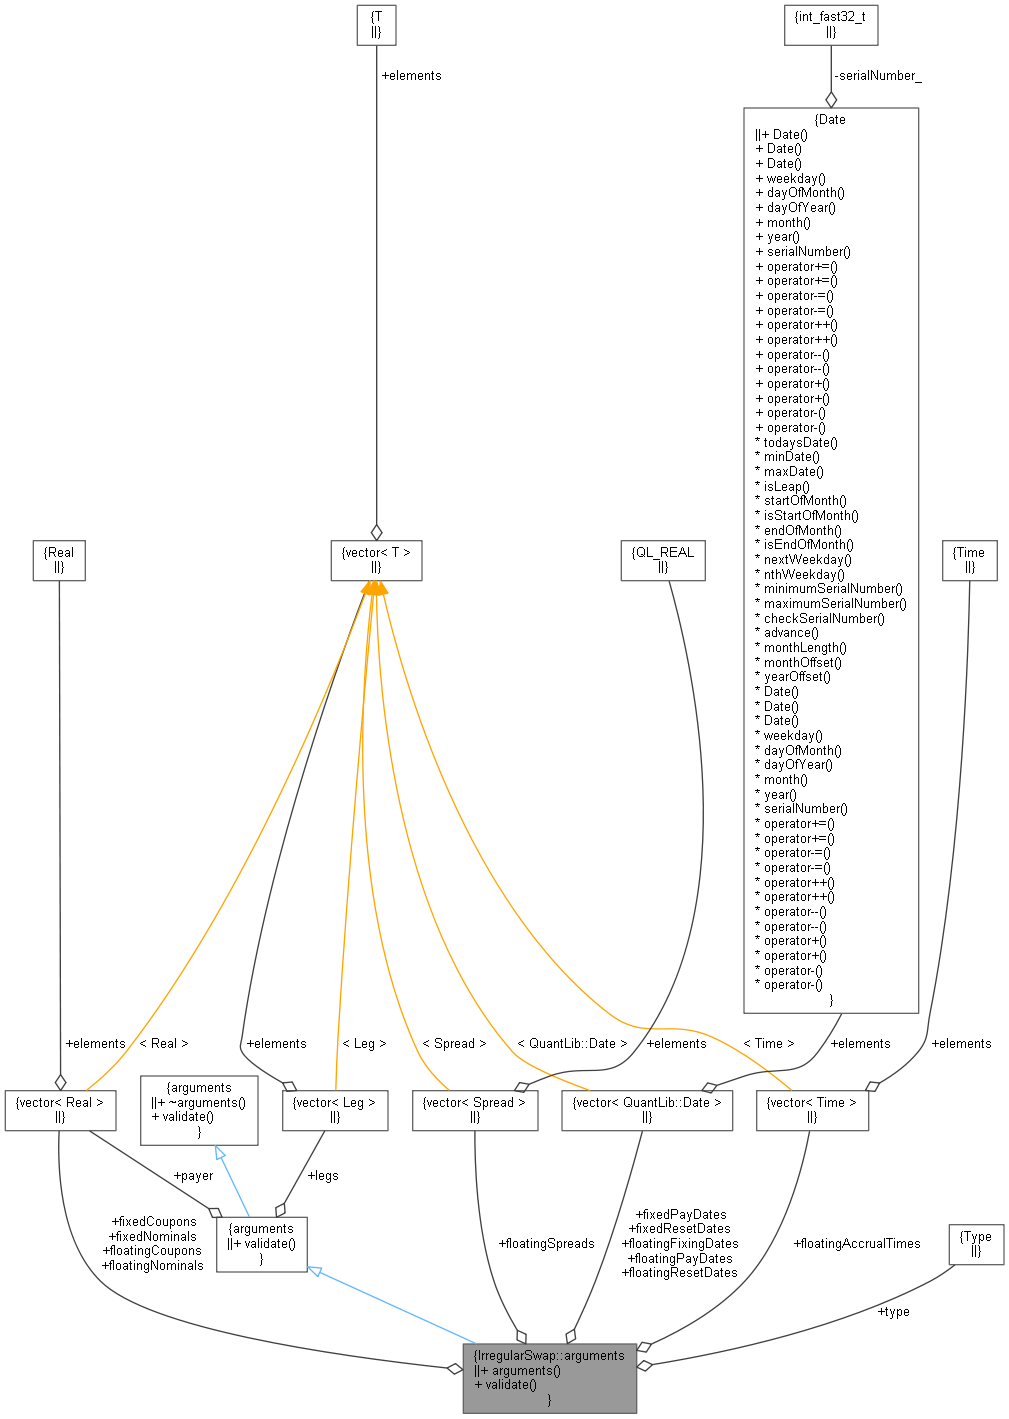 {T
||}
{int_fast32_t
||}
+elements
-serialNumber_
{Date
||+ Date()
+ Date()
+ Date()
+ weekday()
+ dayOfMonth()
+ dayOfYear()
+ month()
+ year()
+ serialNumber()
+ operator+=()
+ operator+=()
+ operator-=()
+ operator-=()
+ operator++()
+ operator++()
+ operator--()
+ operator--()
+ operator+()
+ operator+()
+ operator-()
+ operator-()
* todaysDate()
* minDate()
* maxDate()
* isLeap()
* startOfMonth()
* isStartOfMonth()
* endOfMonth()
* isEndOfMonth()
* nextWeekday()
* nthWeekday()
* minimumSerialNumber()
* maximumSerialNumber()
* checkSerialNumber()
* advance()
* monthLength()
* monthOffset()
* yearOffset()
* Date()
* Date()
* Date()
* weekday()
* dayOfMonth()
* dayOfYear()
* month()
* year()
* serialNumber()
* operator+=()
* operator+=()
* operator-=()
* operator-=()
* operator++()
* operator++()
* operator--()
* operator--()
* operator+()
* operator+()
* operator-()
* operator-()
}
{Real
||}
{vector< T >
||}
{QL_REAL
||}
{Time
||}
+elements
< Real >
+elements
< Leg >
< Spread >
< QuantLib::Date >
+elements
< Time >
+elements
+elements
{vector< Real >
||}
{arguments
||+ ~arguments()
+ validate()
}
{vector< Leg >
||}
{vector< Spread >
||}
{vector< QuantLib::Date >
||}
{vector< Time >
||}
+payer
+legs
+fixedCoupons
+fixedNominals
+floatingCoupons
+floatingNominals
{arguments
||+ validate()
}
+floatingSpreads
+fixedPayDates
+fixedResetDates
+floatingFixingDates
+floatingPayDates
+floatingResetDates
+floatingAccrualTimes
{Type
||}
+type
{IrregularSwap::arguments
||+ arguments()
+ validate()
}